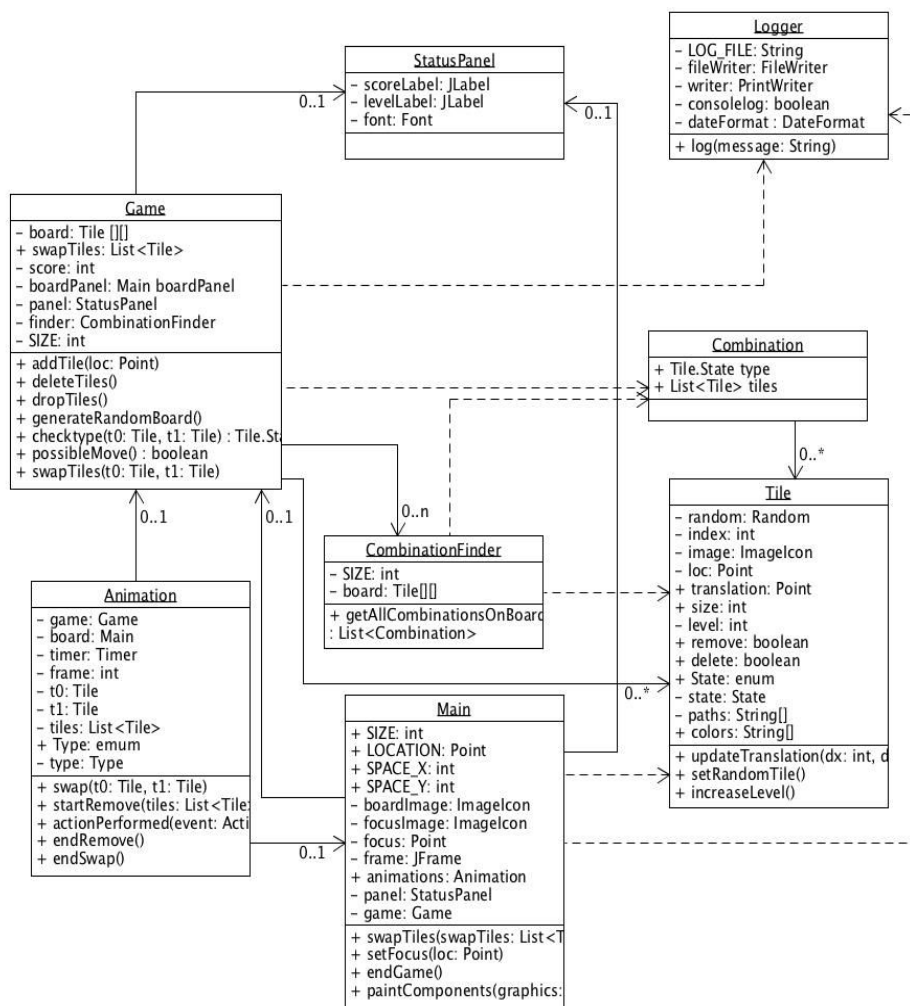 Logger
– LOG_FILE: String
– fileWriter: FileWriter
– writer: PrintWriter
– consolelog: boolean
– dateFormat : DateFormat
+ log(message: String)
StatusPanel
– scoreLabel: JLabel
– levelLabel: JLabel
– font: Font
0..1
0..1
Game
– board: Tile [][]
+ swapTiles: List<Tile>
– score: int
– boardPanel: Main boardPanel
– panel: StatusPanel
– finder: CombinationFinder
– SIZE: int
+ addTile(loc: Point)
+ deleteTiles()
+ dropTiles()
+ generateRandomBoard()
+ checktype(t0: Tile, t1: Tile) : Tile.Sta
+ possibleMove() : boolean
+ swapTiles(t0: Tile, t1: Tile)
Combination
+ Tile.State type
+ List<Tile> tiles
0..*
0..1
0..1
0..n
CombinationFinder
– SIZE: int
– board: Tile[][]
+ getAllCombinationsOnBoard
: List<Combination>
Tile
– random: Random
– index: int
– image: ImageIcon
– loc: Point
+ translation: Point
+ size: int
– level: int
+ remove: boolean
+ delete: boolean
+ State: enum
– state: State
– paths: String[]
+ colors: String[]
+ updateTranslation(dx: int, d
+ setRandomTile()
+ increaseLevel()
0..*
Animation
– game: Game
– board: Main
– timer: Timer
– frame: int
– t0: Tile
– t1: Tile
– tiles: List<Tile>
+ Type: emum
– type: Type
+ swap(t0: Tile, t1: Tile)
+ startRemove(tiles: List<Tile:
+ actionPerformed(event: Acti
+ endRemove()
+ endSwap()
0..1
Main
+ SIZE: int
+ LOCATION: Point
+ SPACE_X: int
+ SPACE_Y: int
– boardImage: ImageIcon
– focusImage: ImageIcon
– focus: Point
– frame: JFrame
+ animations: Animation
– panel: StatusPanel
– game: Game
+ swapTiles(swapTiles: List<T
+ setFocus(loc: Point)
+ endGame()
+ paintComponents(graphics: